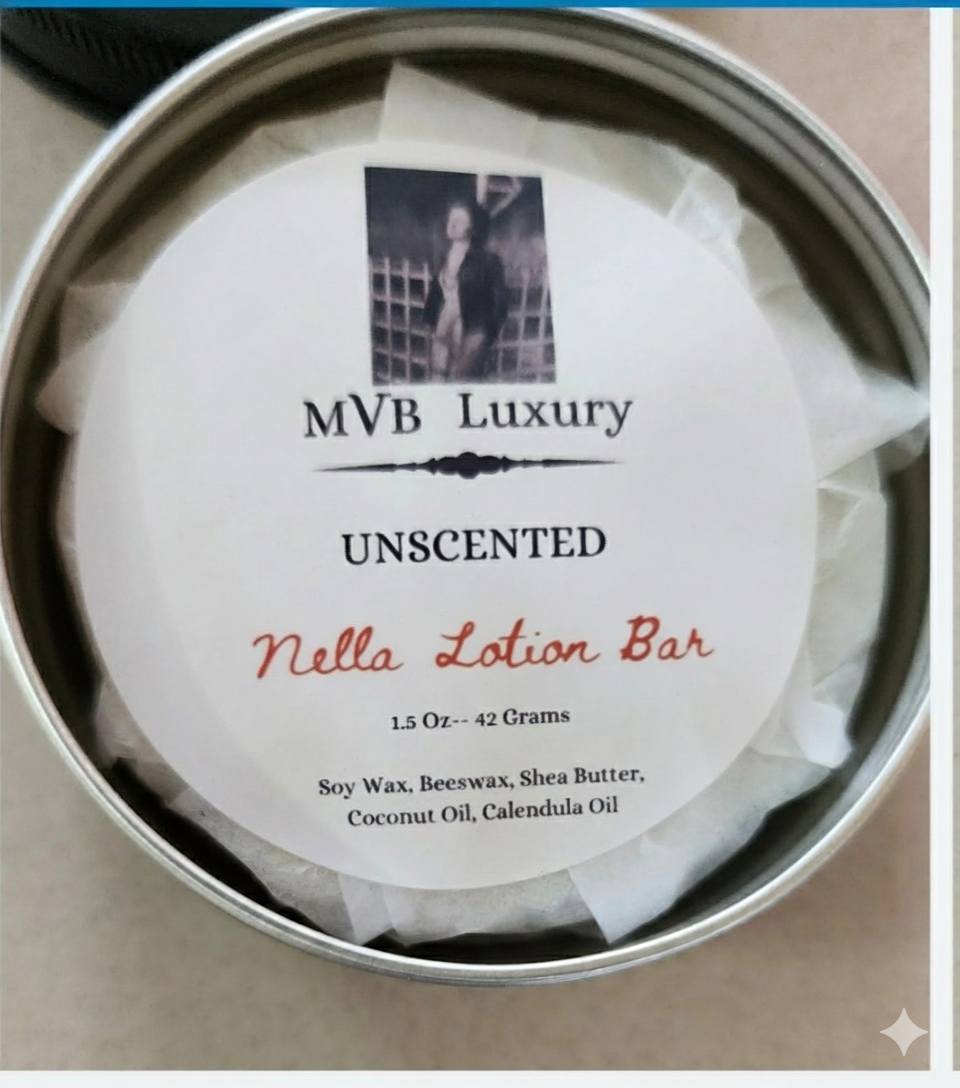 MVB Luxury
UNSCENTED
Nella Lotion Bar
1.5 Oz-- 42 Grams
Soy Wax, Beeswax, Shea Butter,
Coconut Oil, Calendula Oil